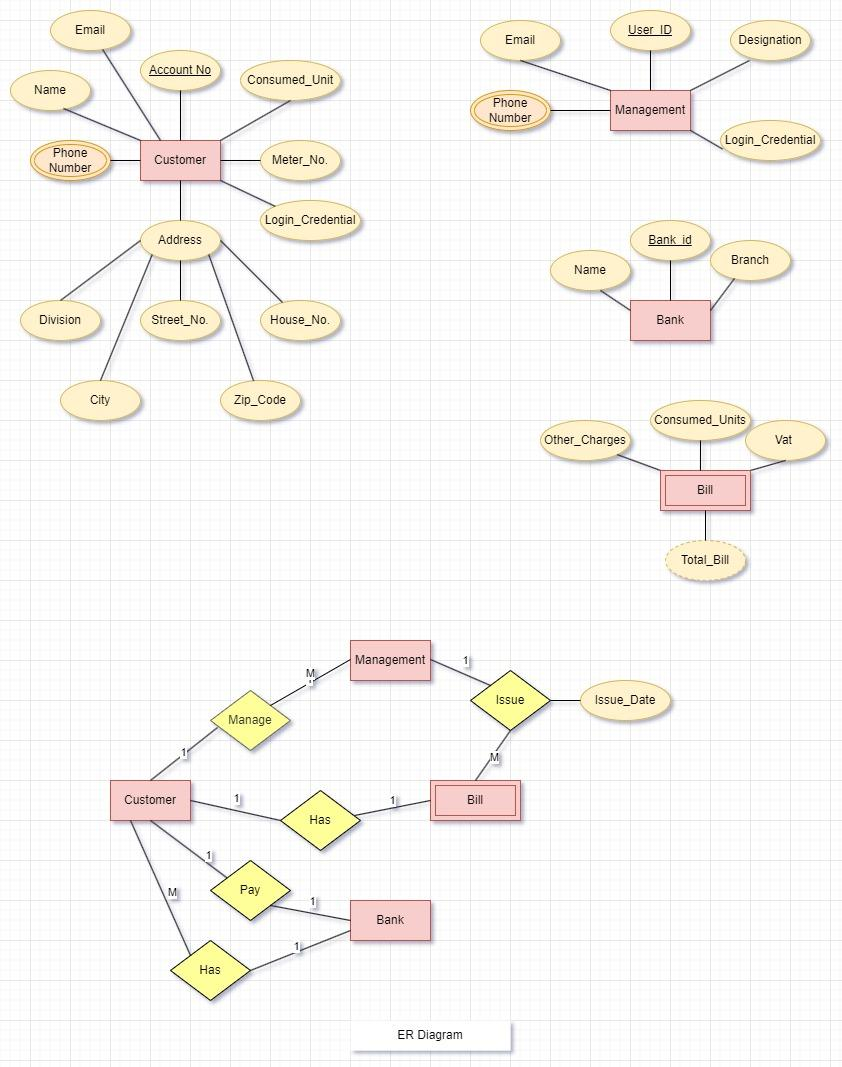 Email
Account No
Consumed_Unit
Name
Phone
Number
Customer
Meter_No.
Login_Credential
Address
Division
Street_No.
House_No.
City
Zip_Code
Email
User_ID
Designation
Phone
Number
Management
Login_Credential
Name
Bank_id
Branch
Bank
Other_Charges
Consumed_Units
Vat
Bill
Total_Bill
Management
1
M
Manage
Issue
Issue_Date
1
M
Customer
1
Has
1
Bill
1
Pay
1
M
Bank
Has
1
ER Diagram